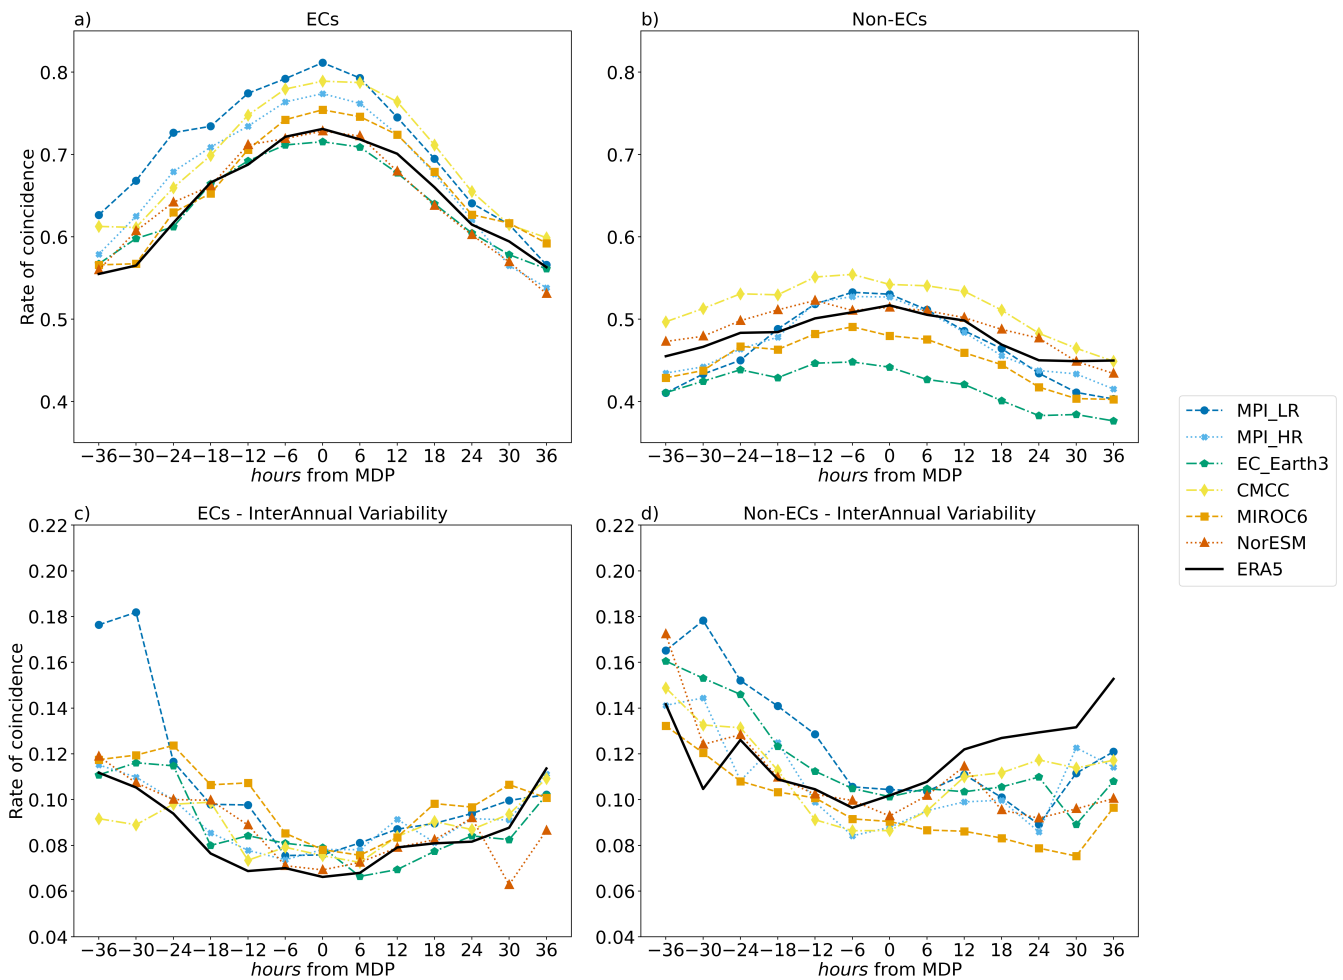 a) ECs
b) Non-ECs
Rate of coincidence
0.8
0.7
0.6
0.5
0.4
−36 −30 −24 −18 −12 −6 0 6 12 18 24 30 36
hours from MDP
0.8
0.7
0.6
0.5
0.4
−36 −30 −24 −18 −12 −6 0 6 12 18 24 30 36
hours from MDP
MPI_LR
MPI_HR
EC_Earth3
CMCC
MIROC6
NorESM
ERA5
c) ECs - InterAnnual Variability
d) Non-ECs - InterAnnual Variability
Rate of coincidence
0.22
0.20
0.18
0.16
0.14
0.12
0.10
0.08
0.06
0.04
−36 −30 −24 −18 −12 −6 0 6 12 18 24 30 36
hours from MDP
0.22
0.20
0.18
0.16
0.14
0.12
0.10
0.08
0.06
0.04
−36 −30 −24 −18 −12 −6 0 6 12 18 24 30 36
hours from MDP